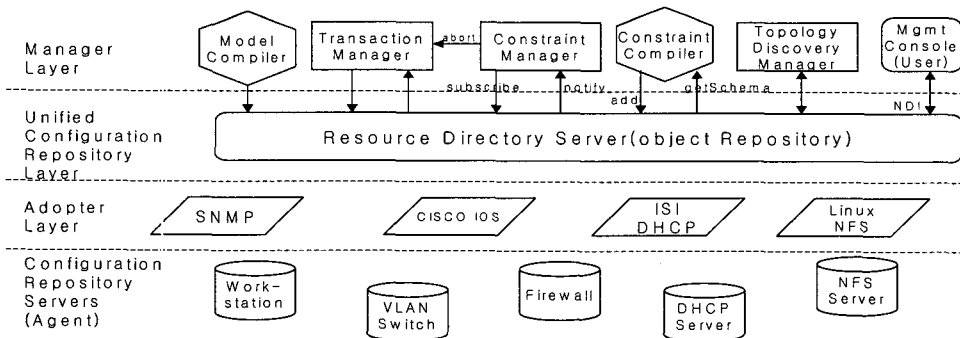 Manager
Layer
Model
Compiler
Transaction
Manager
abort
Constraint
Manager
Constraint
Compiler
Topology
Discovery
Manager
Mgmt
Console
(User)
subscribe
notify
add
getSchema
NDI
Unified
Configuration
Repository
Layer
Resource Directory Server(object Repository)
Adopter
Layer
SNMP
CISCO IOS
ISI
DHCP
Linux
NFS
Configuration
Repository
Servers
(Agent)
Work-
station
VLAN
Switch
Firewall
DHCP
Server
NFS
Server